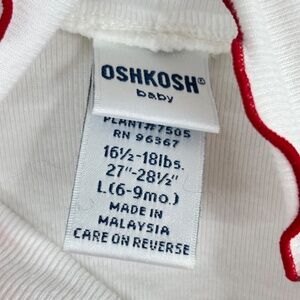 OSHKOSH®
baby
PLANT#7505
RN 96367
16½-18lbs.
27"-28½"
L(6-9mo.)
MADE IN
MALAYSIA
CARE ON REVERSE